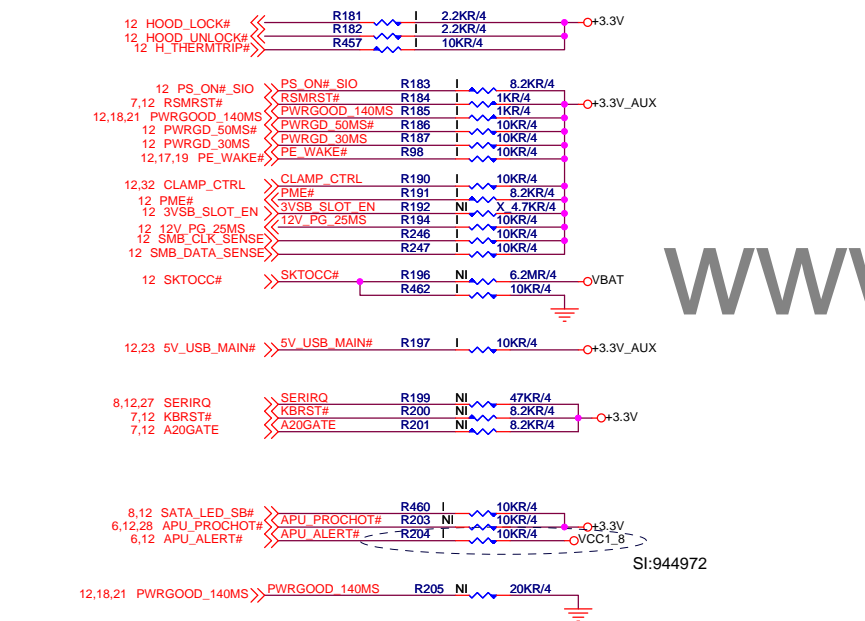 12 HOOD_LOCK# R181 I 2.2KR/4 +3.3V
12 HOOD_UNLOCK# R182 I 2.2KR/4
12 H_THERMTRIP# R457 I 10KR/4
12 PS_ON#_SIO PS_ON#_SIO R183 I 8.2KR/4
7,12 RSMRST# RSMRST# R184 I 1KR/4 +3.3V_AUX
12,18,21 PWRGOOD_140MS PWRGOOD_140MS R185 I 1KR/4
12 PWRGD_50MS# PWRGD_50MS# R186 I 10KR/4
12 PWRGD_30MS PWRGD_30MS R187 I 10KR/4
12,17,19 PE_WAKE# PE_WAKE# R98 I 10KR/4
12,32 CLAMP_CTRL CLAMP_CTRL R190 I 10KR/4
12 PME# PME# R191 I 8.2KR/4
12 3VSB_SLOT_EN 3VSB_SLOT_EN R192 NI X_4.7KR/4
12 12V_PG_25MS 12V_PG_25MS R194 I 10KR/4
12 SMB_CLK_SENSE R246 I 10KR/4
12 SMB_DATA_SENSE R247 I 10KR/4
12 SKTOCC# SKTOCC# R196 NI 6.2MR/4 VBAT
R462 I 10KR/4
12,23 5V_USB_MAIN# 5V_USB_MAIN# R197 I 10KR/4 +3.3V_AUX
8,12,27 SERIRQ SERIRQ R199 NI 47KR/4
7,12 KBRST# KBRST# R200 NI 8.2KR/4 +3.3V
7,12 A20GATE A20GATE R201 NI 8.2KR/4
8,12 SATA_LED_SB# R460 I 10KR/4
6,12,28 APU_PROCHOT# APU_PROCHOT# R203 NI 10KR/4 +3.3V
6,12 APU_ALERT# APU_ALERT# R204 I 10KR/4 VCC1_8
SI:944972
12,18,21 PWRGOOD_140MS PWRGOOD_140MS R205 NI 20KR/4